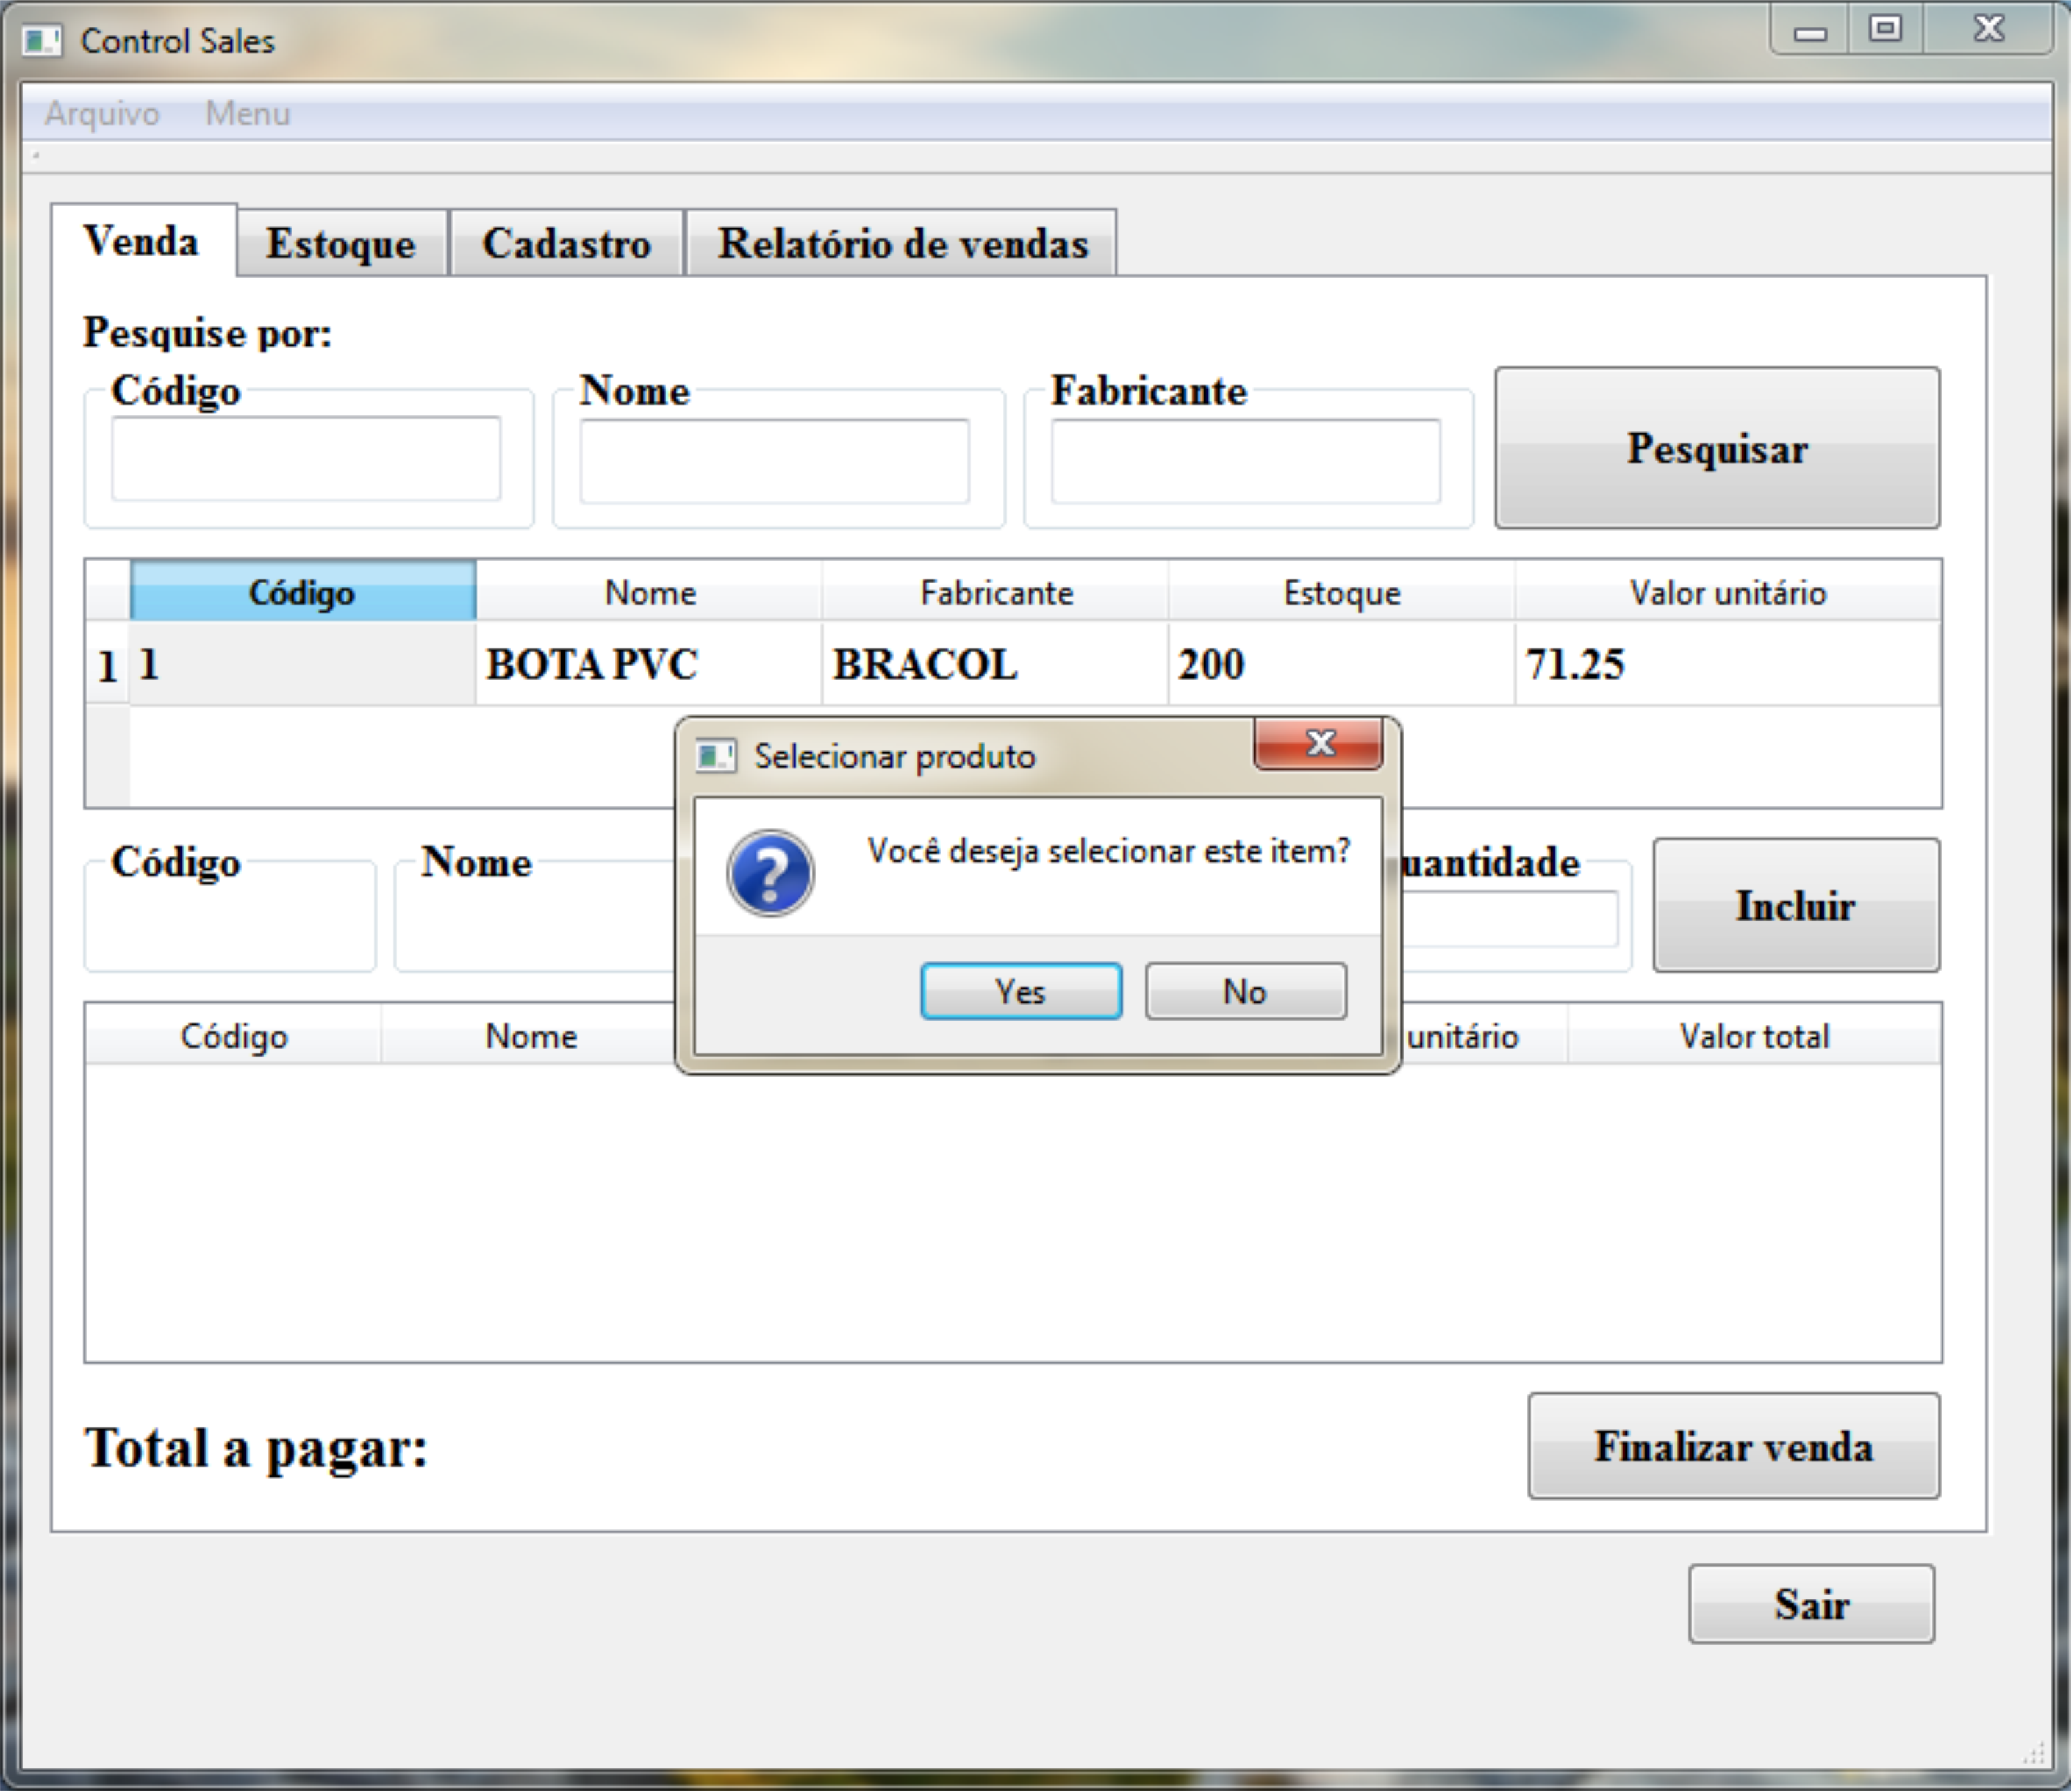 Control Sales
Arquivo Menu
Venda Estoque Cadastro Relatório de vendas
Pesquise por:
Código Nome Fabricante
Pesquisar
Código Nome Fabricante Estoque Valor unitário
1 1 BOTA PVC BRACOL 200 71.25
Selecionar produto
Você deseja selecionar este item?
Yes No
Código Nome uantidade
Incluir
Código Nome unitário Valor total
Total a pagar:
Finalizar venda
Sair